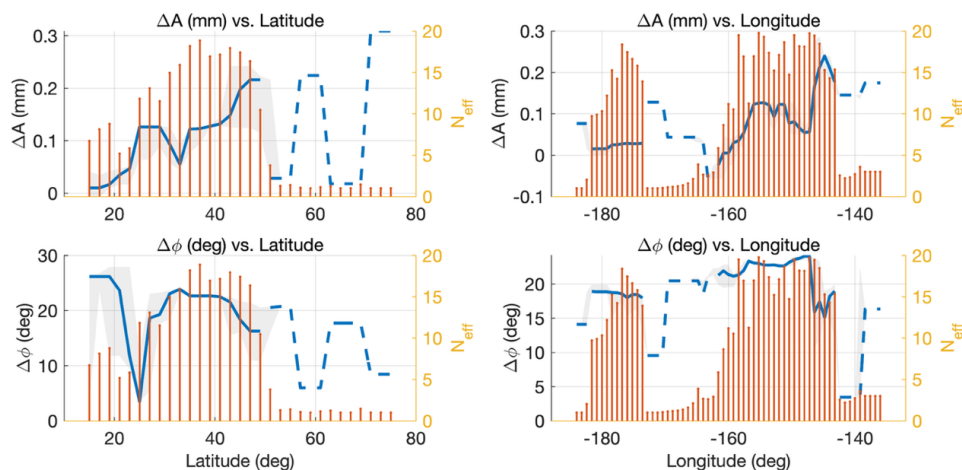 ΔA (mm) vs. Latitude
0.3
0.2
0.1
0
ΔA (mm)
20
15
10
5
0
N_eff
20 40 60 80
ΔA (mm) vs. Longitude
0.3
0.2
0.1
0
-0.1
ΔA (mm)
20
15
10
5
0
N_eff
-180 -160 -140
Δϕ (deg) vs. Latitude
30
20
10
0
Δϕ (deg)
20
15
10
5
0
N_eff
20 40 60 80
Latitude (deg)
Δϕ (deg) vs. Longitude
20
15
10
5
0
Δϕ (deg)
20
15
10
5
0
N_eff
-180 -160 -140
Longitude (deg)